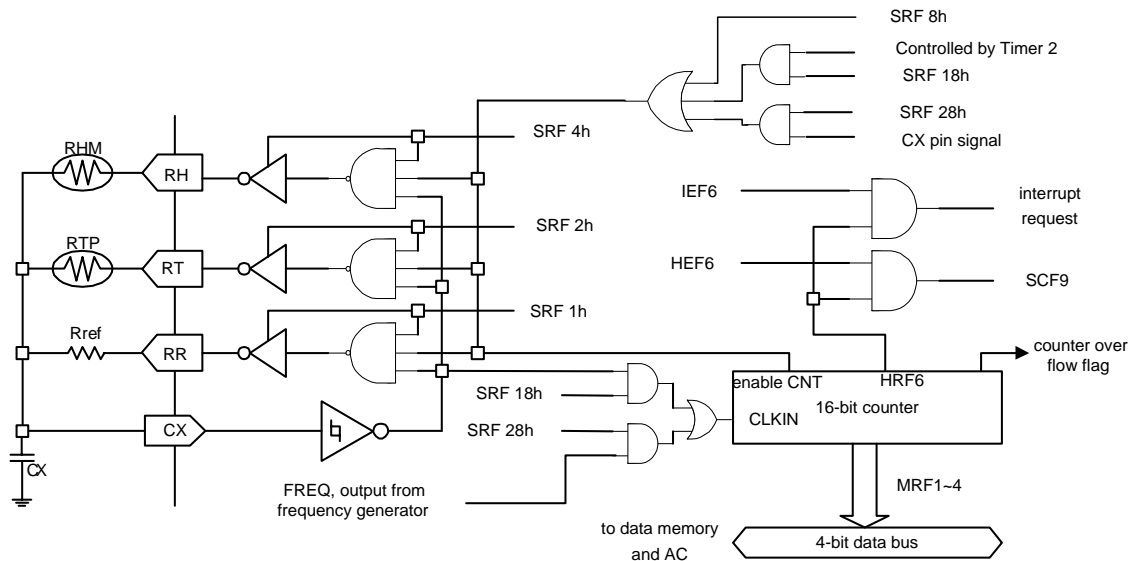 SRF 8h
Controlled by Timer 2
SRF 18h
SRF 28h
CX pin signal
SRF 4h
RHM
RH
IEF6
interrupt
request
SRF 2h
RTP
RT
HEF6
SCF9
SRF 1h
Rref
RR
counter over
flow flag
enable CNT
HRF6
16-bit counter
CLKIN
SRF 18h
SRF 28h
CX
CX
FREQ, output from
frequency generator
MRF1~4
to data memory
and AC
4-bit data bus